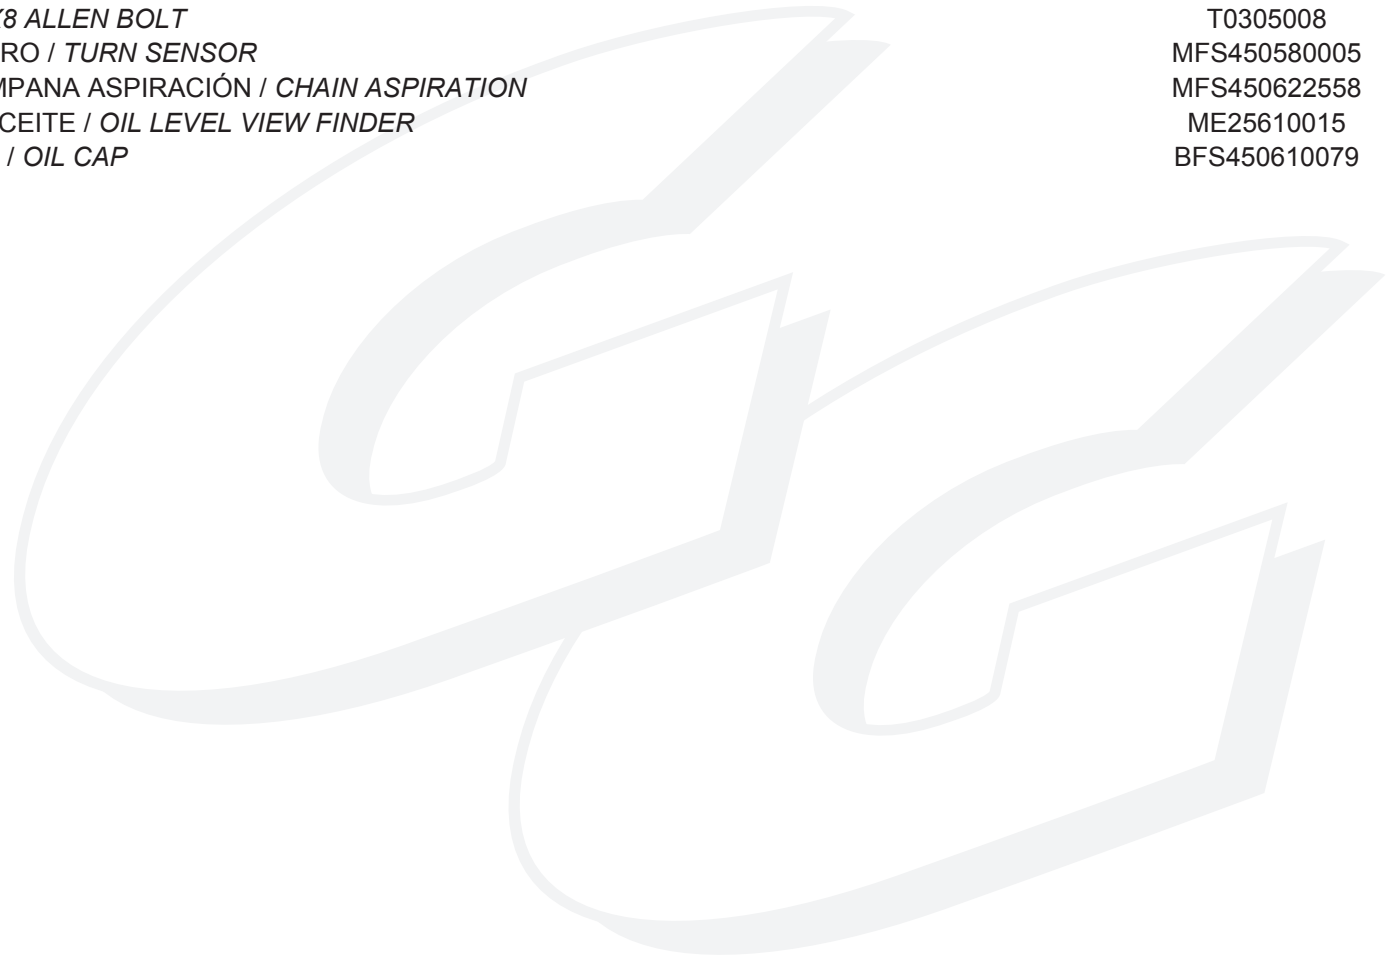 X8 ALLEN BOLT T0305008
RO / TURN SENSOR MFS450580005
MPANA ASPIRACIÓN / CHAIN ASPIRATION MFS450622558
CEITE / OIL LEVEL VIEW FINDER ME25610015
/ OIL CAP BFS450610079